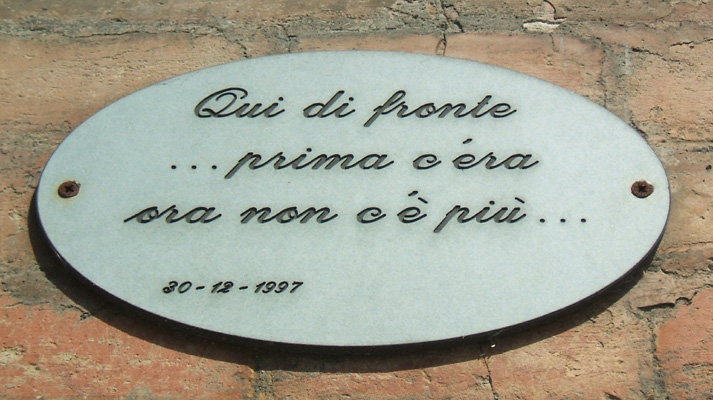 Qui di fronte
...prima c'era
ora non c'è più...
30-12-1997